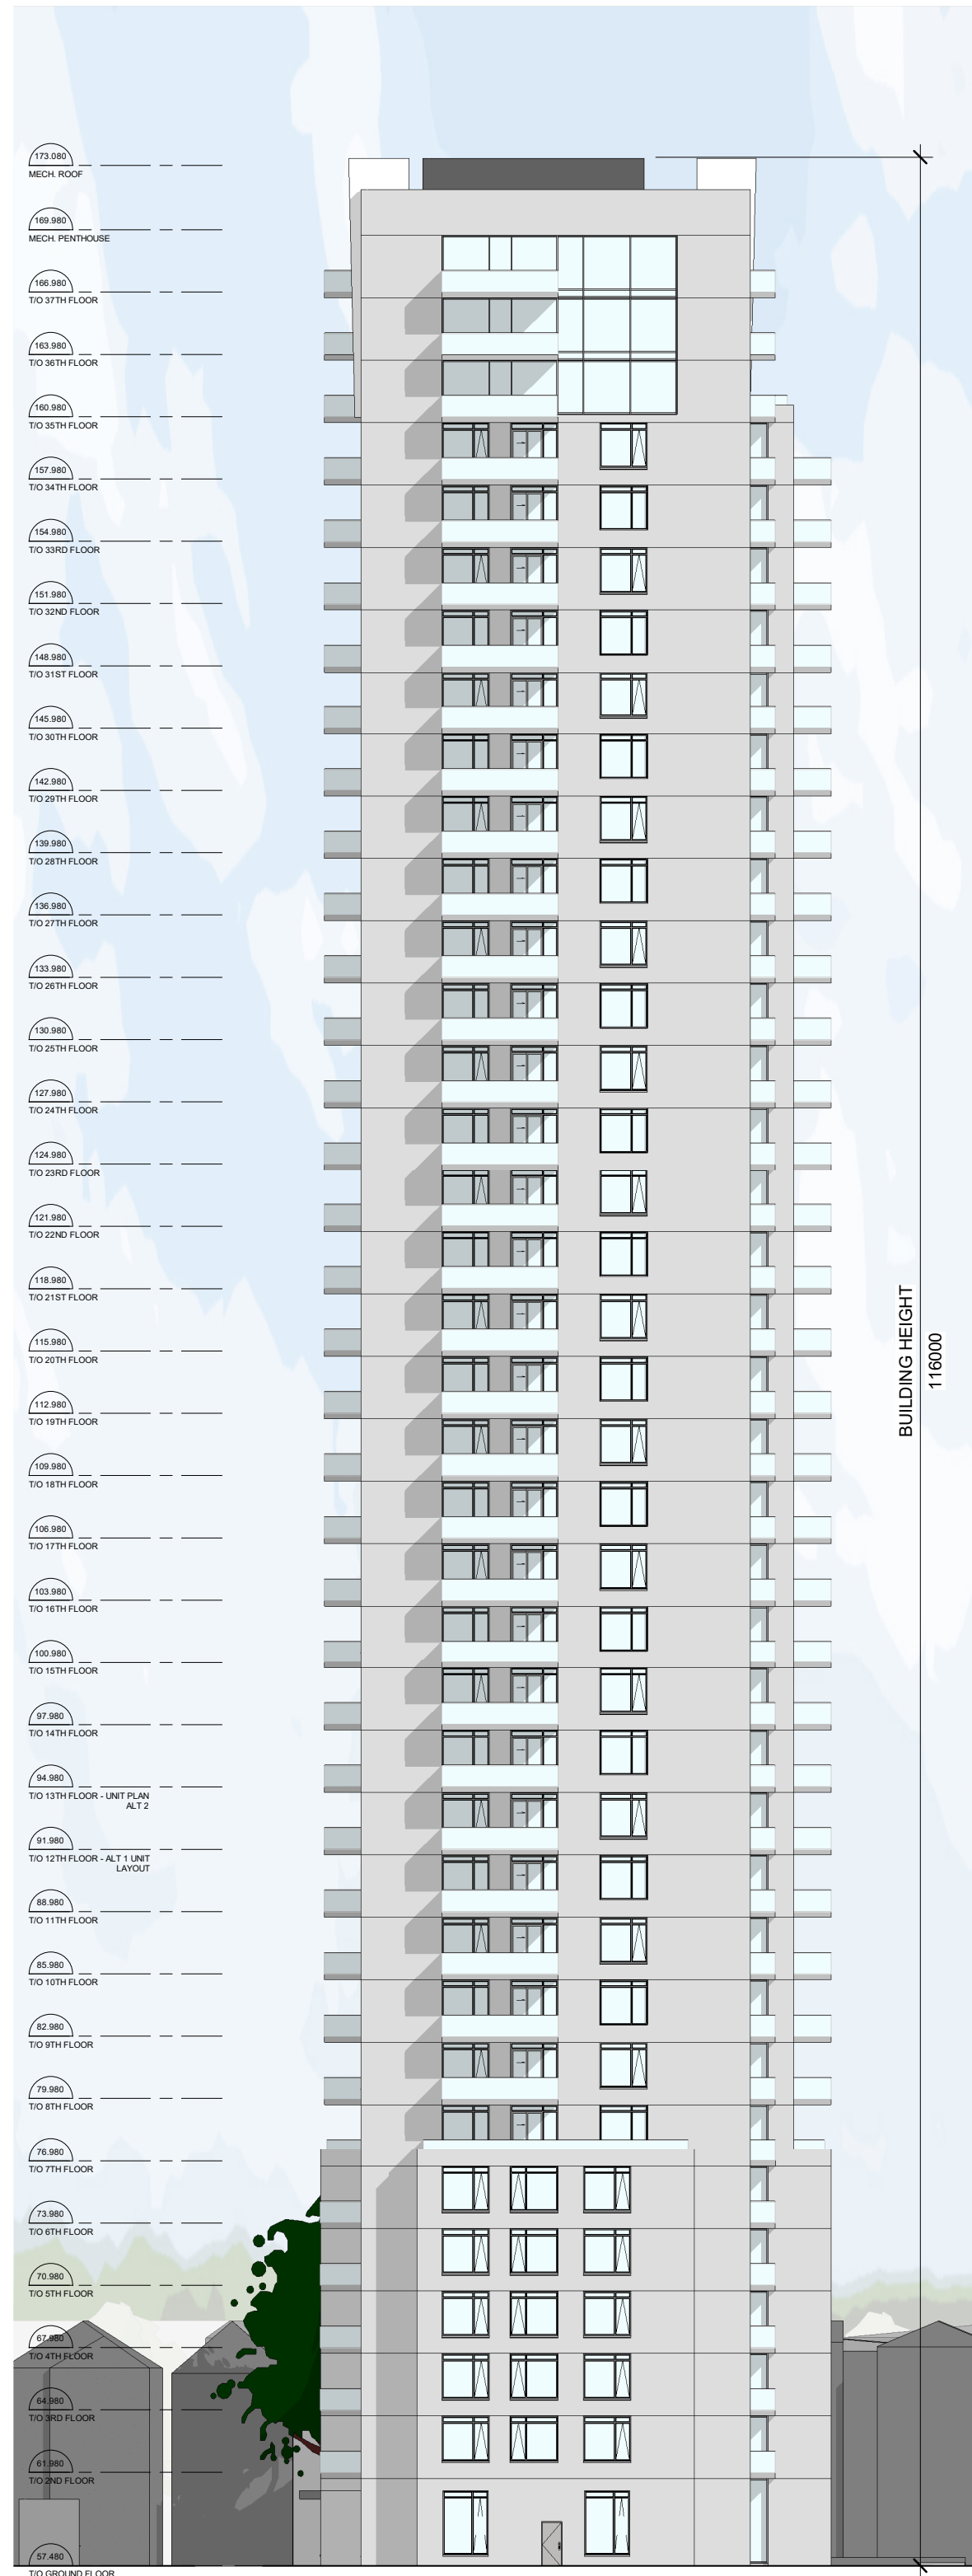 173.080
MECH. ROOF
169.980
MECH. PENTHOUSE
166.980
T/O 37TH FLOOR
163.980
T/O 36TH FLOOR
160.980
T/O 35TH FLOOR
157.980
T/O 34TH FLOOR
154.980
T/O 33RD FLOOR
151.980
T/O 32ND FLOOR
148.980
T/O 31ST FLOOR
145.980
T/O 30TH FLOOR
142.980
T/O 29TH FLOOR
139.980
T/O 28TH FLOOR
136.980
T/O 27TH FLOOR
133.980
T/O 26TH FLOOR
130.980
T/O 25TH FLOOR
127.980
T/O 24TH FLOOR
124.980
T/O 23RD FLOOR
121.980
T/O 22ND FLOOR
118.980
T/O 21ST FLOOR
115.980
T/O 20TH FLOOR
112.980
T/O 19TH FLOOR
109.980
T/O 18TH FLOOR
106.980
T/O 17TH FLOOR
103.980
T/O 16TH FLOOR
100.980
T/O 15TH FLOOR
97.980
T/O 14TH FLOOR
94.980
T/O 13TH FLOOR - UNIT PLAN
ALT 2
91.980
T/O 12TH FLOOR - ALT 1 UNIT
LAYOUT
88.980
T/O 11TH FLOOR
85.980
T/O 10TH FLOOR
82.980
T/O 9TH FLOOR
79.980
T/O 8TH FLOOR
76.980
T/O 7TH FLOOR
73.980
T/O 6TH FLOOR
70.980
T/O 5TH FLOOR
67.980
T/O 4TH FLOOR
64.980
T/O 3RD FLOOR
61.980
T/O 2ND FLOOR
57.480
T/O GROUND FLOOR
BUILDING HEIGHT
116000